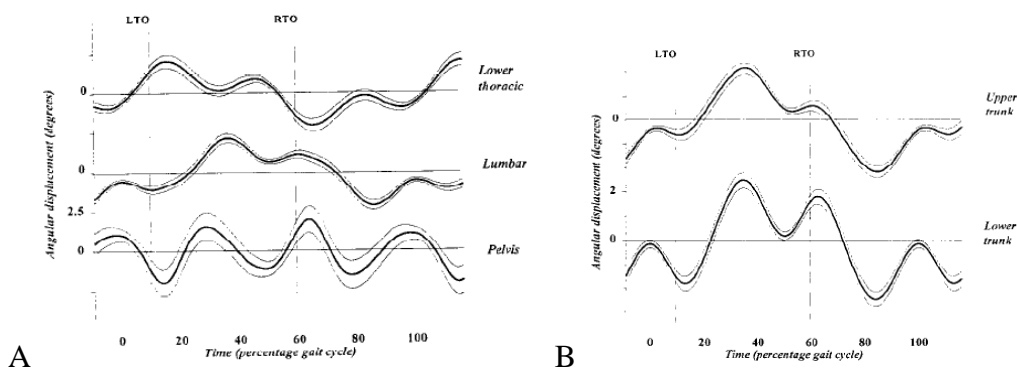 LTO
RTO
Lower
thoracic
0
Angular displacement (degrees)
0
Lumbar
2.5
0
Pelvis
0 20 40 60 80 100
Time (percentage gait cycle)
A
LTO
RTO
Upper
trunk
0
Angular displacement (degrees)
2
0
Lower
trunk
0 20 40 60 80 100
Time (percentage gait cycle)
B